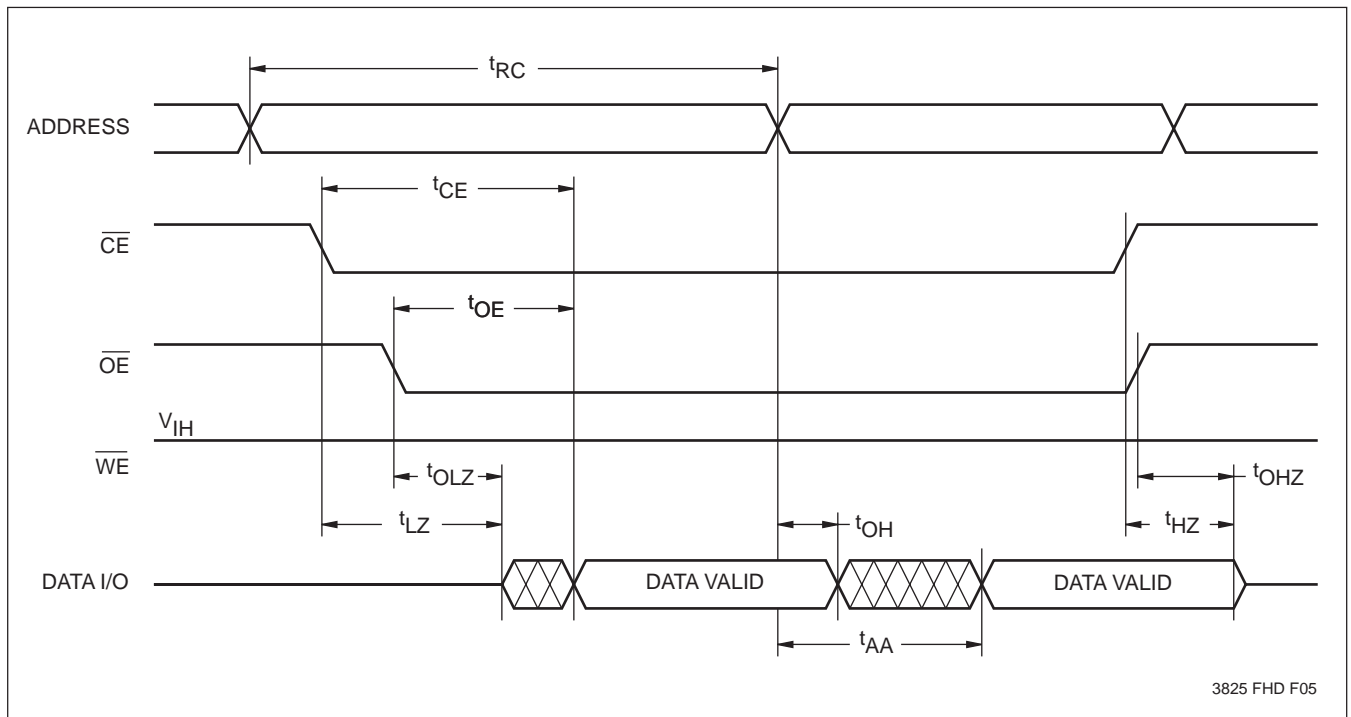 tRC
ADDRESS
tCE
CE
tOE
OE
VIH
WE
tOLZ
tOHZ
tLZ
tOH
tHZ
DATA I/O
DATA VALID
DATA VALID
tAA
3825 FHD F05